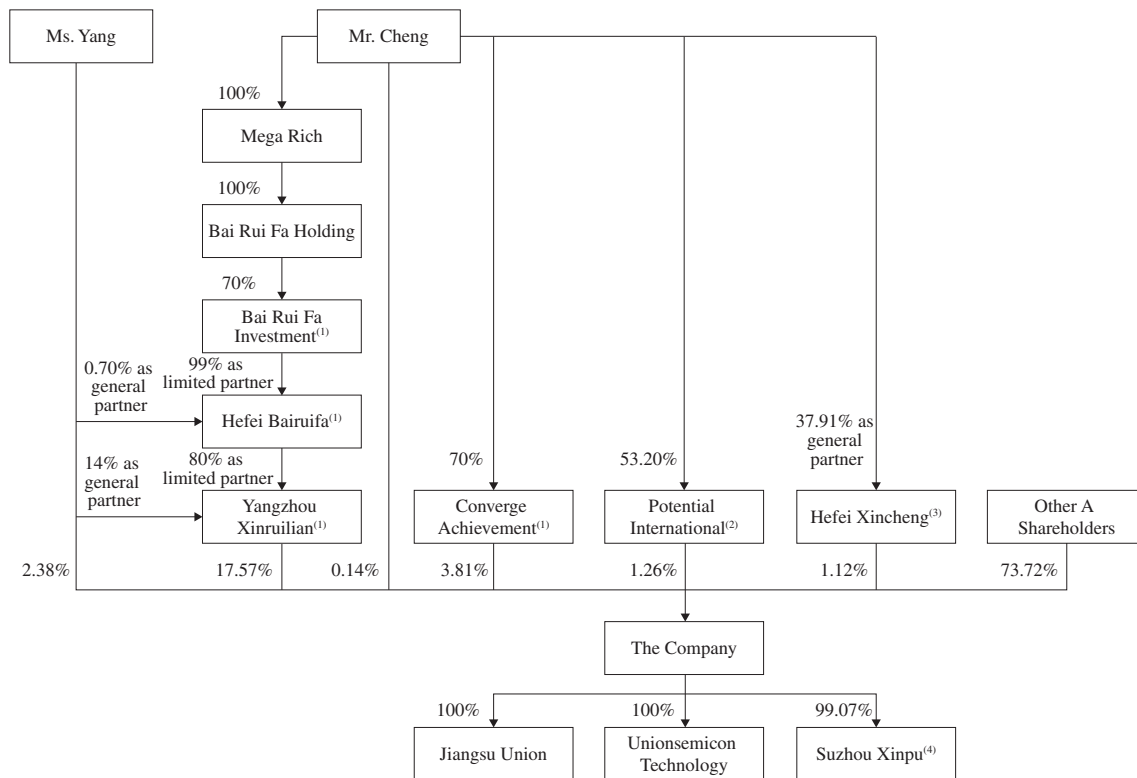 Ms. Yang
Mr. Cheng
100%
Mega Rich
100%
Bai Rui Fa Holding
70%
Bai Rui Fa
Investment(1)
0.70% as
general
partner
99% as
limited partner
Hefei Bairuifa(1)
14% as
general
partner
80% as
limited partner
70%
53.20%
37.91% as
general
partner
Yangzhou
Xinruilian(1)
Converge
Achievement(1)
Potential
International(2)
Hefei Xincheng(3)
Other A
Shareholders
2.38%
17.57%
0.14%
3.81%
1.26%
1.12%
73.72%
The Company
100%
100%
99.07%
Jiangsu Union
Unionsemicon
Technology
Suzhou Xinpu(4)